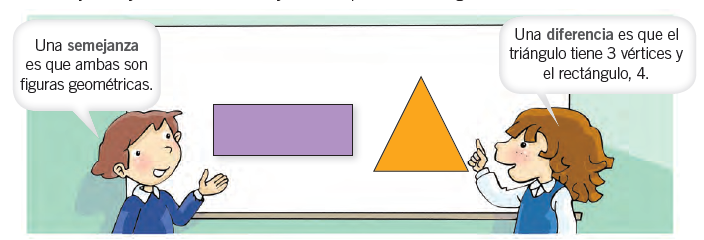 Una semejanza
es que ambas son
figuras geométricas.
Una diferencia es que el
triángulo tiene 3 vértices y
el rectángulo, 4.